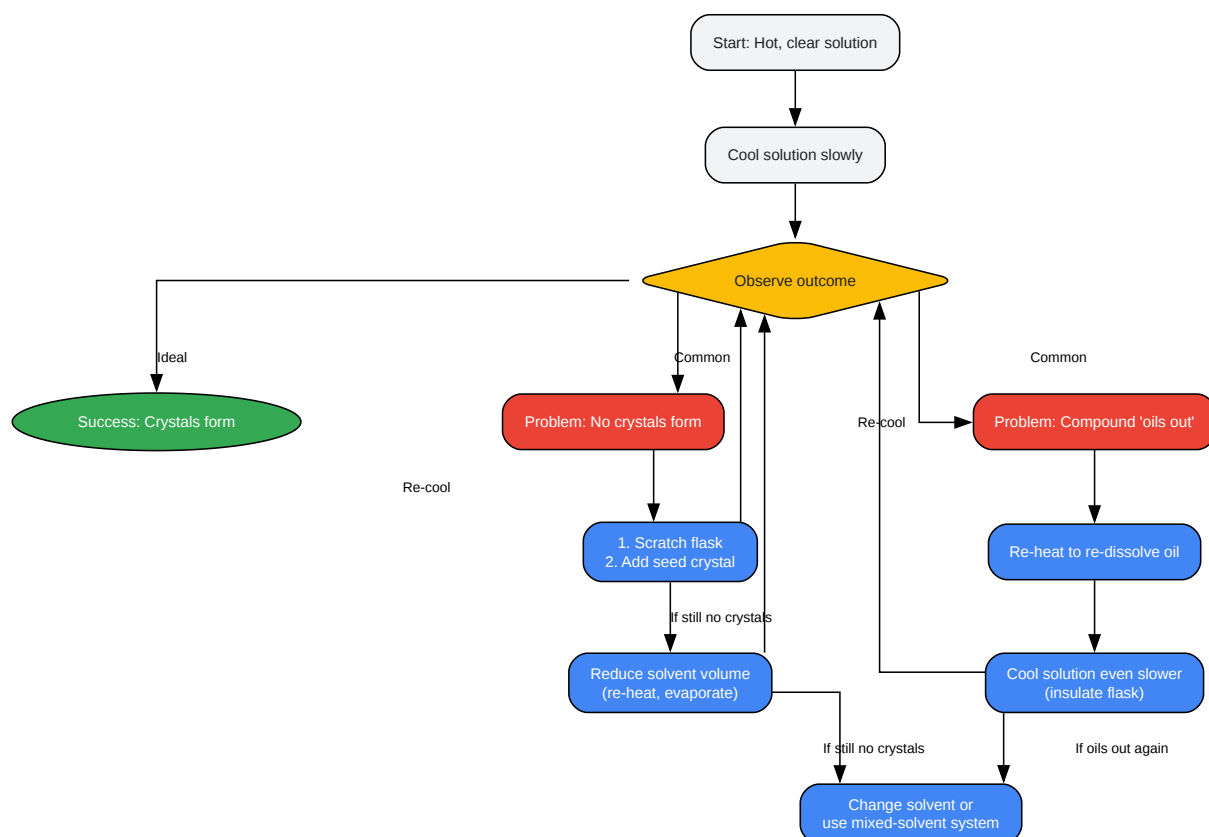 Start: Hot, clear solution
Cool solution slowly
Observe outcome
Ideal
Common
Common
Success: Crystals form
Problem: No crystals form
Re-cool
Problem: Compound 'oils out'
Re-cool
1. Scratch flask
2. Add seed crystal
Re-heat to re-dissolve oil
If still no crystals
Reduce solvent volume
(re-heat, evaporate)
Cool solution even slower
(insulate flask)
If still no crystals
If oils out again
Change solvent or
use mixed-solvent system